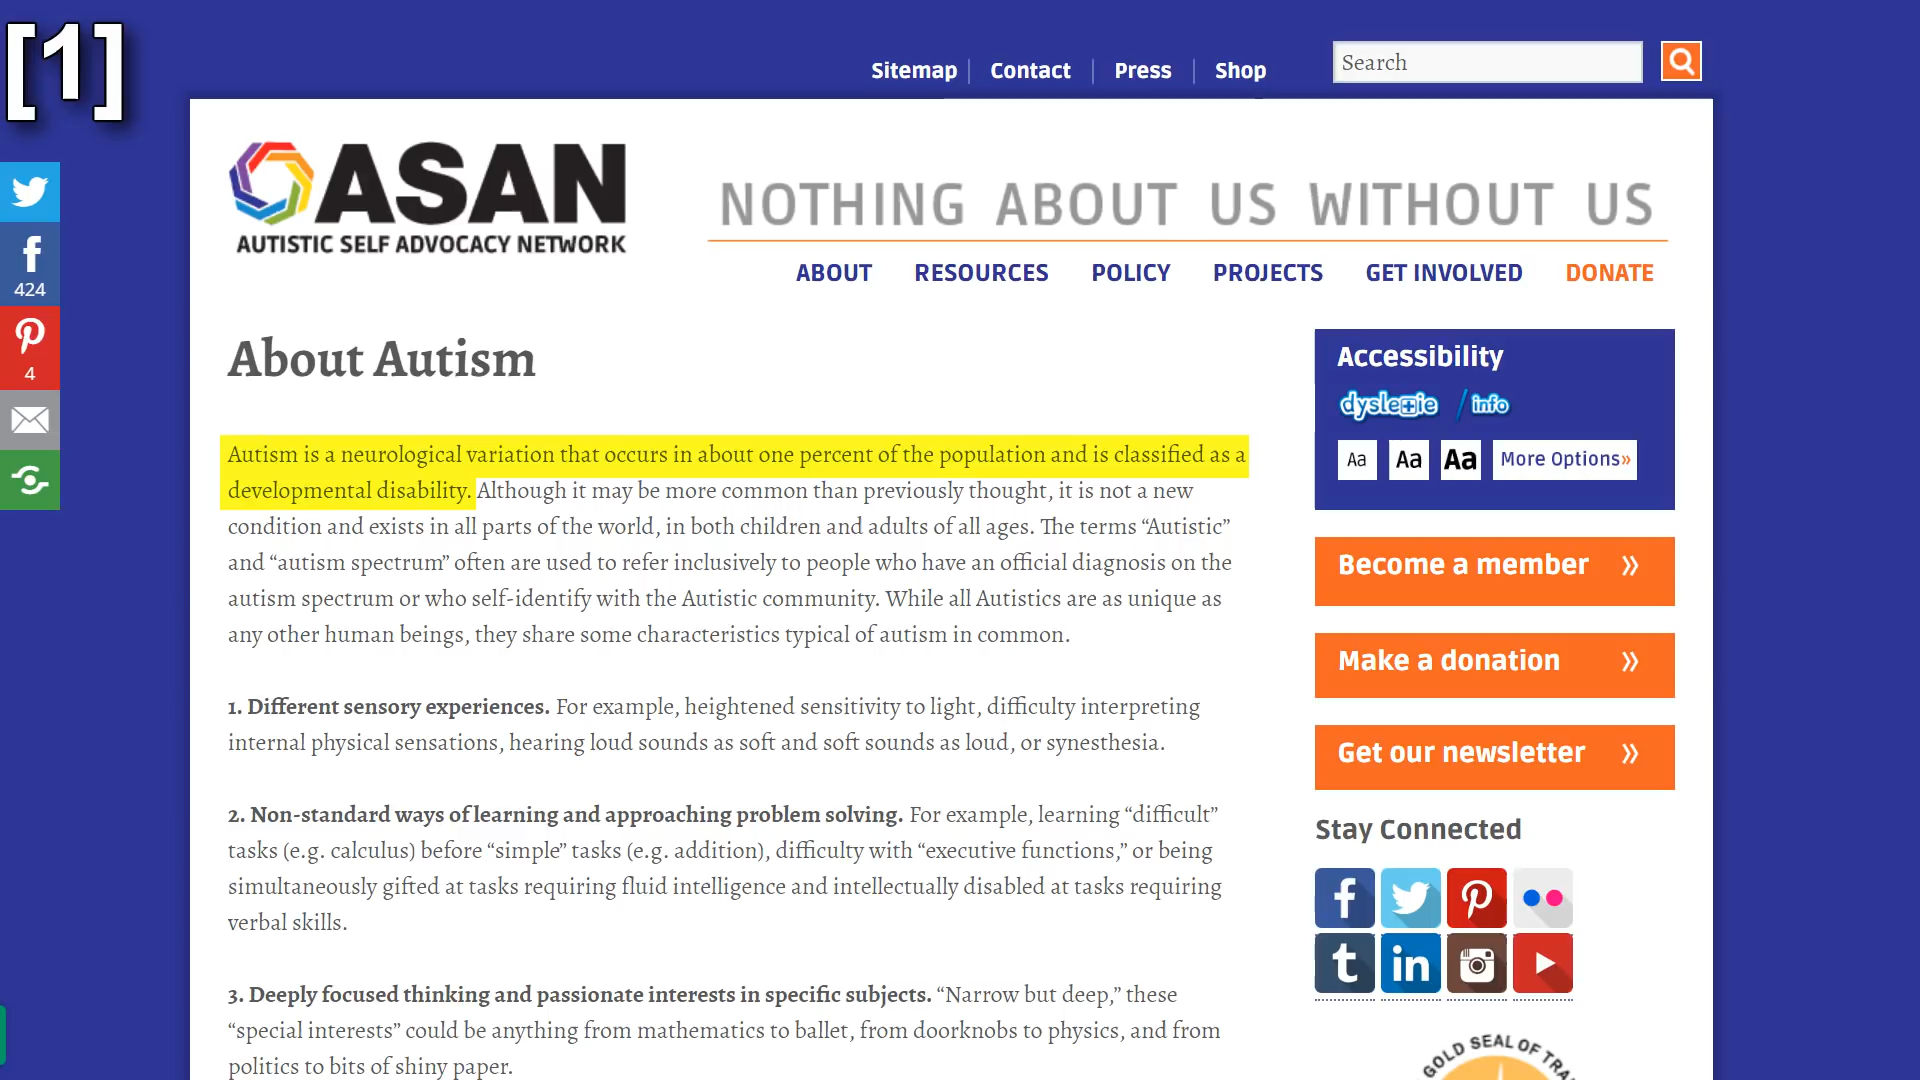 [1]
Sitemap
Contact
Press
Shop
Search
424
4
ASAN
AUTISTIC SELF ADVOCACY NETWORK
NOTHING ABOUT US WITHOUT US
ABOUT
RESOURCES
POLICY
PROJECTS
GET INVOLVED
DONATE
About Autism
Autism is a neurological variation that occurs in about one percent of the population and is classified as a
developmental disability. Although it may be more common than previously thought, it is not a new
condition and exists in all parts of the world, in both children and adults of all ages. The terms “Autistic”
and “autism spectrum” often are used to refer inclusively to people who have an official diagnosis on the
autism spectrum or who self-identify with the Autistic community. While all Autistics are as unique as
any other human beings, they share some characteristics typical of autism in common.
1. Different sensory experiences. For example, heightened sensitivity to light, difficulty interpreting
internal physical sensations, hearing loud sounds as soft and soft sounds as loud, or synesthesia.
2. Non-standard ways of learning and approaching problem solving. For example, learning “difficult”
tasks (e.g. calculus) before “simple” tasks (e.g. addition), difficulty with “executive functions,” or being
simultaneously gifted at tasks requiring fluid intelligence and intellectually disabled at tasks requiring
verbal skills.
3. Deeply focused thinking and passionate interests in specific subjects. “Narrow but deep,” these
“special interests” could be anything from mathematics to ballet, from doorknobs to physics, and from
politics to bits of shiny paper.
Accessibility
dyslexie / info
Aa
Aa
Aa
More Options»
Become a member »
Make a donation »
Get our newsletter »
Stay Connected
GOLD SEAL OF